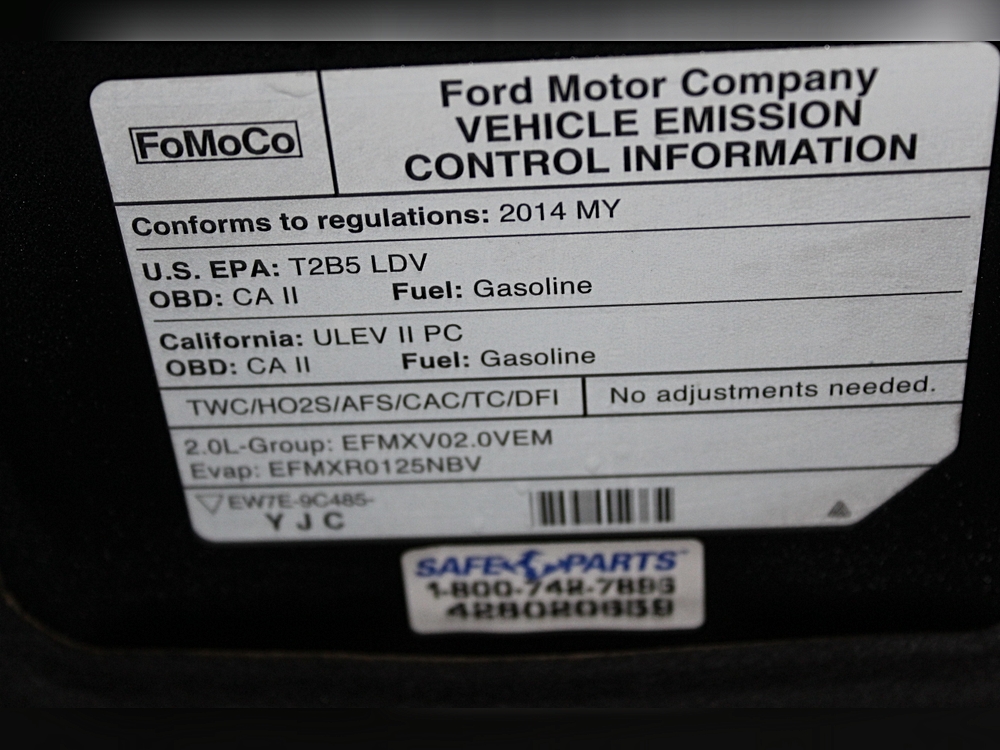 FoMoCo
Ford Motor Company
VEHICLE EMISSION
CONTROL INFORMATION
Conforms to regulations: 2014 MY
U.S. EPA: T2B5 LDV
OBD: CA II Fuel: Gasoline
California: ULEV II PC
OBD: CA II Fuel: Gasoline
TWC/HO2S/AFS/CAC/TC/DFI No adjustments needed.
2.0L-Group: EFMXV02.0VEM
Evap: EFMXR0125NBV
EW7E-9C485-
Y J C
SAFE PARTS